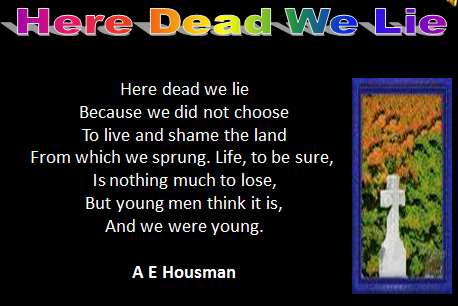 Here Dead We Lie
Here dead we lie
Because we did not choose
To live and shame the land
From which we sprung. Life, to be sure,
Is nothing much to lose,
But young men think it is,
And we were young.
A E Housman